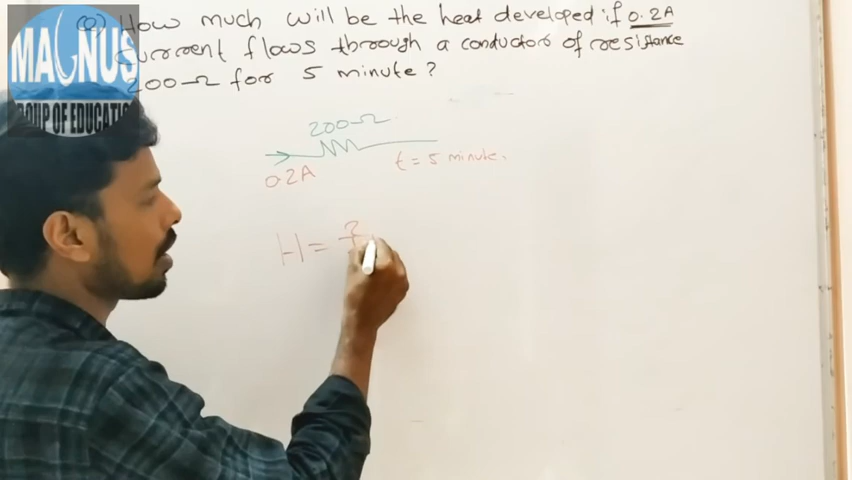 Q) How much will be the heat developed if 0.2A
current flows through a conductor of resistance
200Ω for 5 minute?
MAGNUS
GROUP OF EDUCATION
200Ω
0.2A
t = 5 minute.
H = I